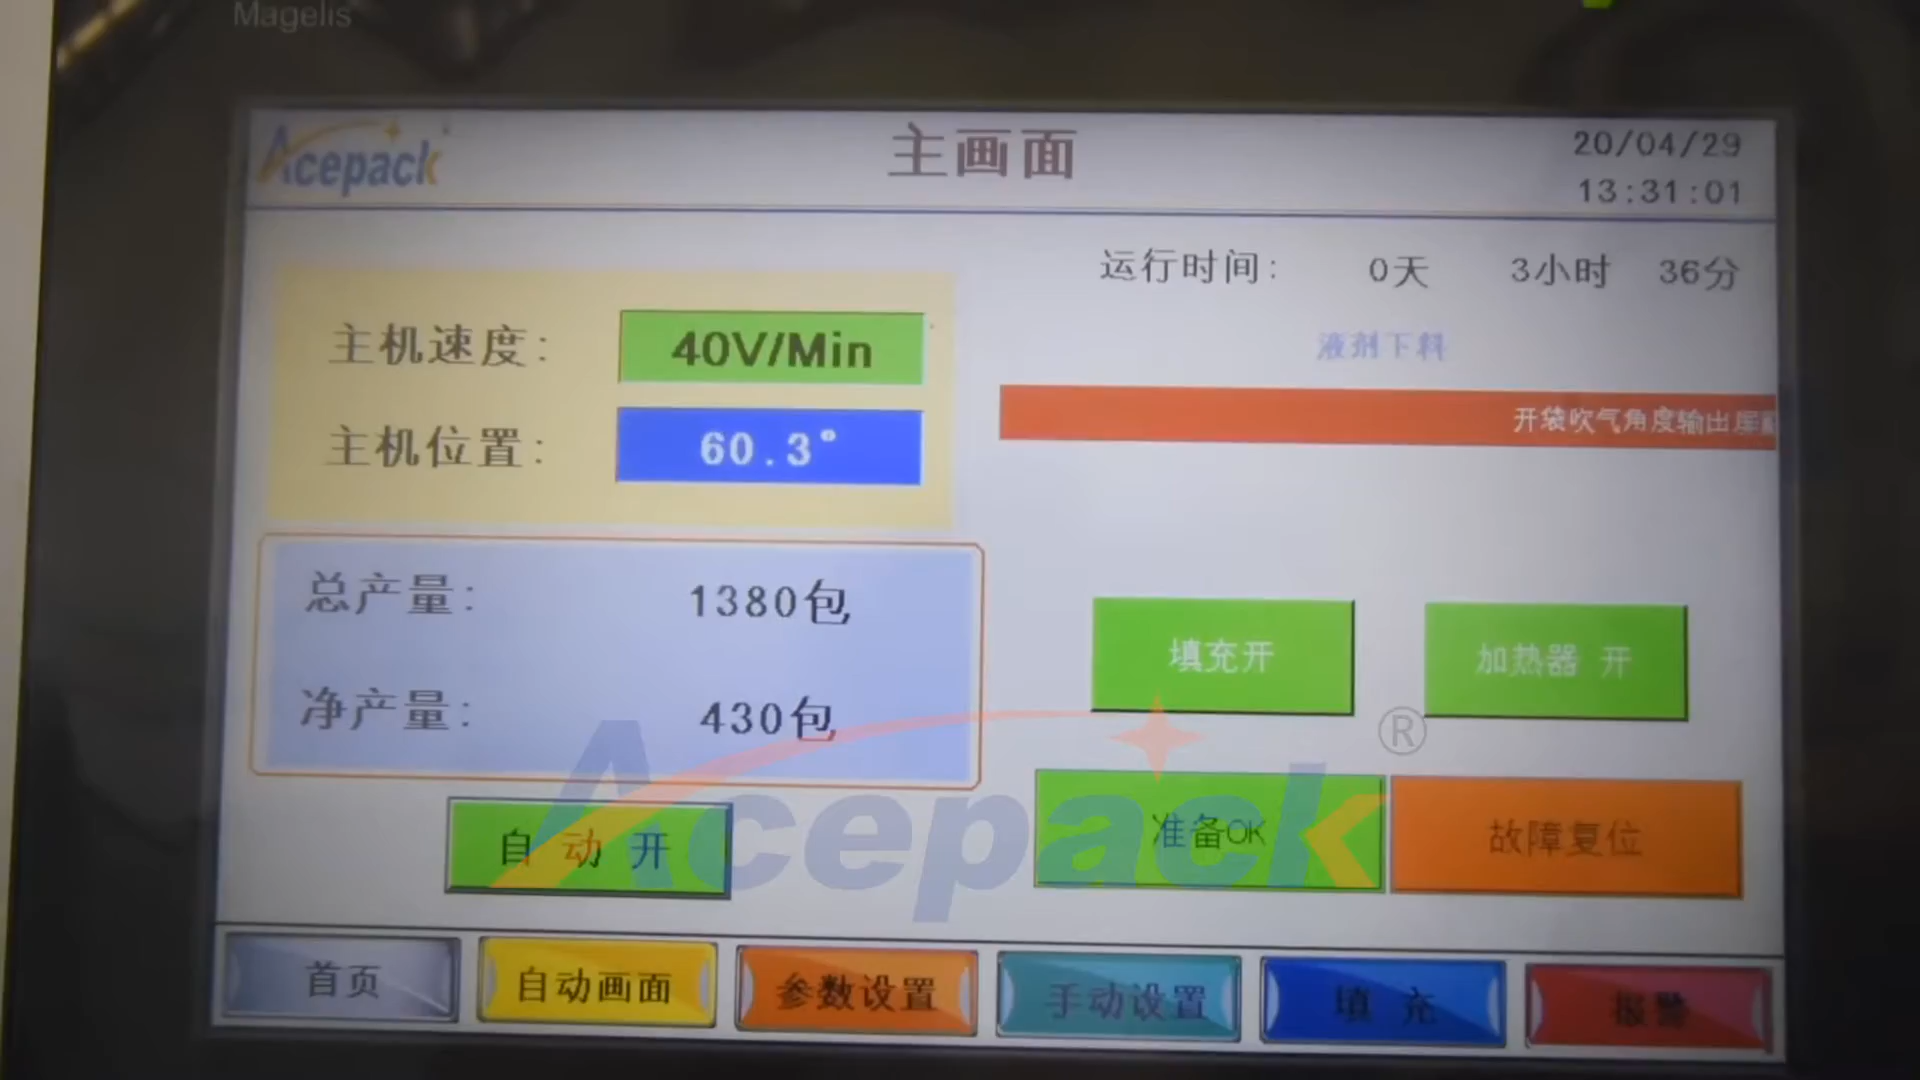 Magelis
Acepack
主画面
20/04/29
13:31:01
运行时间: 0天 3小时 36分
主机速度: 40V/Min
液剂下料
开袋吹气角度输出屏
主机位置: 60.3°
总产量: 1380包
净产量: 430包
填充开
加热器 开
自 动 开
准备OK
故障复位
Acepack®
首页
自动画面
参数设置
手动设置
填 充
报警